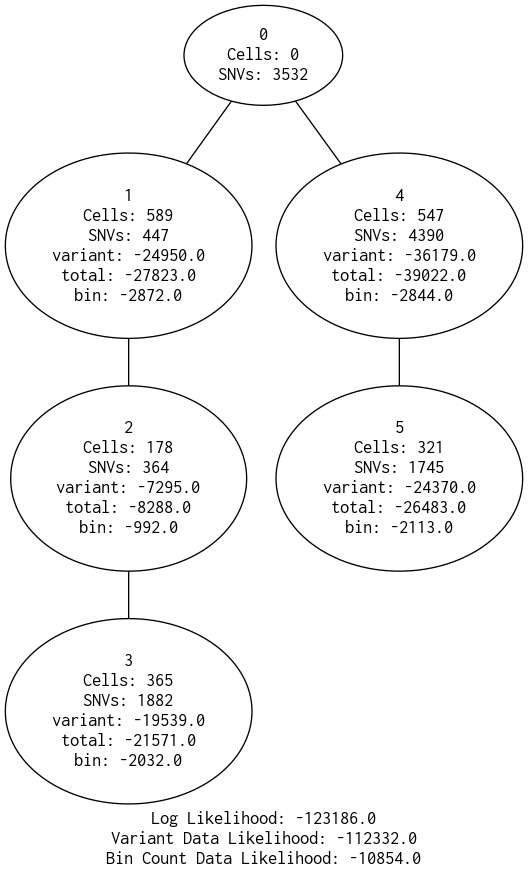 0
Cells: 0
SNVs: 3532
1
Cells: 589
SNVs: 447
variant: -24950.0
total: -27823.0
bin: -2872.0
4
Cells: 547
SNVs: 4390
variant: -36179.0
total: -39022.0
bin: -2844.0
2
Cells: 178
SNVs: 364
variant: -7295.0
total: -8288.0
bin: -992.0
5
Cells: 321
SNVs: 1745
variant: -24370.0
total: -26483.0
bin: -2113.0
3
Cells: 365
SNVs: 1882
variant: -19539.0
total: -21571.0
bin: -2032.0
Log Likelihood: -123186.0
Variant Data Likelihood: -112332.0
Bin Count Data Likelihood: -10854.0